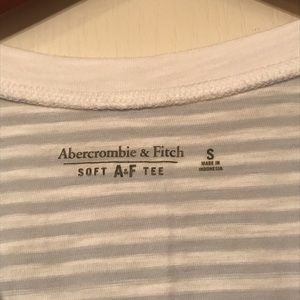 Abercrombie & Fitch
SOFT A&F TEE
S
MADE IN
INDONESIA